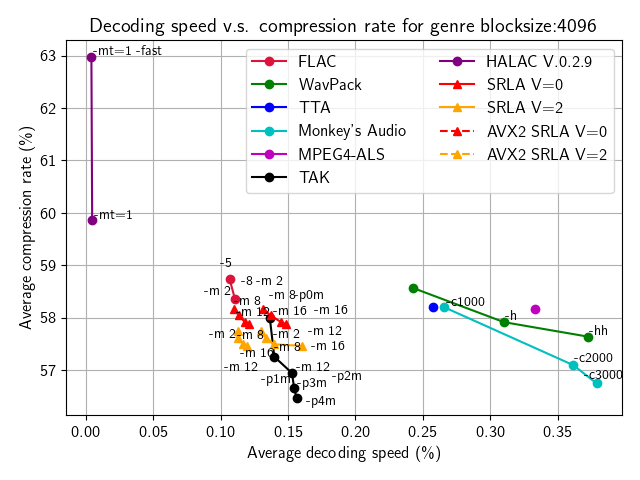 Decoding speed v.s. compression rate for genre blocksize:4096
Average compression rate (%)
63
62
61
60
59
58
57
FLAC
WavPack
TTA
Monkey's Audio
MPEG4-ALS
TAK
HALAC V.0.2.9
SRLA V=0
SRLA V=2
AVX2 SRLA V=0
AVX2 SRLA V=2
-mt=1 -fast
-mt=1
-5
-8
-m 2
-m 2
-m 8
-m 8
-p0m
-m 12
-m 16
-m 16
-m 2
-m 8
-m 2
-m 12
-m 16
-m 8
-m 16
-m 12
-m 12
-p1m
-p2m
-p3m
-p4m
-c1000
-h
-hh
-c2000
-c3000
0.00
0.05
0.10
0.15
0.20
0.25
0.30
0.35
Average decoding speed (%)